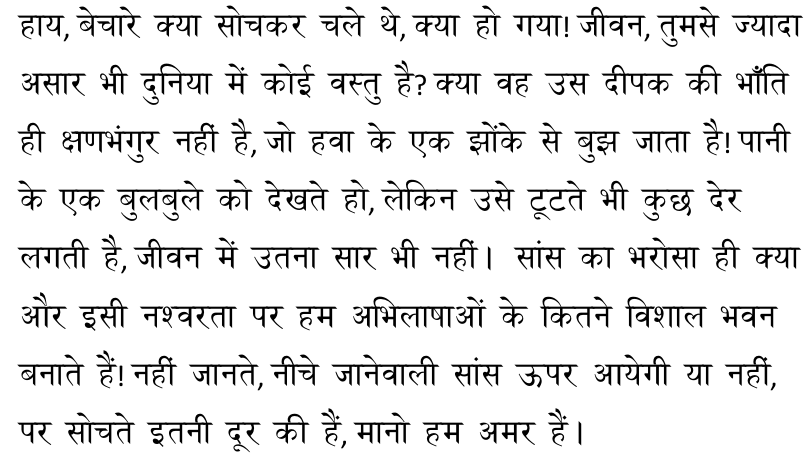 हाय, बेचारे क्या सोचकर चले थे, क्या हो गया! जीवन, तुमसे ज्यादा
असार भी दुनिया में कोई वस्तु है? क्या वह उस दीपक की भाँति
ही क्षणभंगुर नहीं है, जो हवा के एक झोंके से बुझ जाता है! पानी
के एक बुलबुले को देखते हो, लेकिन उसे टूटते भी कुछ देर
लगती है, जीवन में उतना सार भी नहीं। सांस का भरोसा ही क्या
और इसी नश्वरता पर हम अभिलाषाओं के कितने विशाल भवन
बनाते हैं! नहीं जानते, नीचे जानेवाली सांस ऊपर आयेगी या नहीं,
पर सोचते इतनी दूर की हैं, मानो हम अमर हैं।